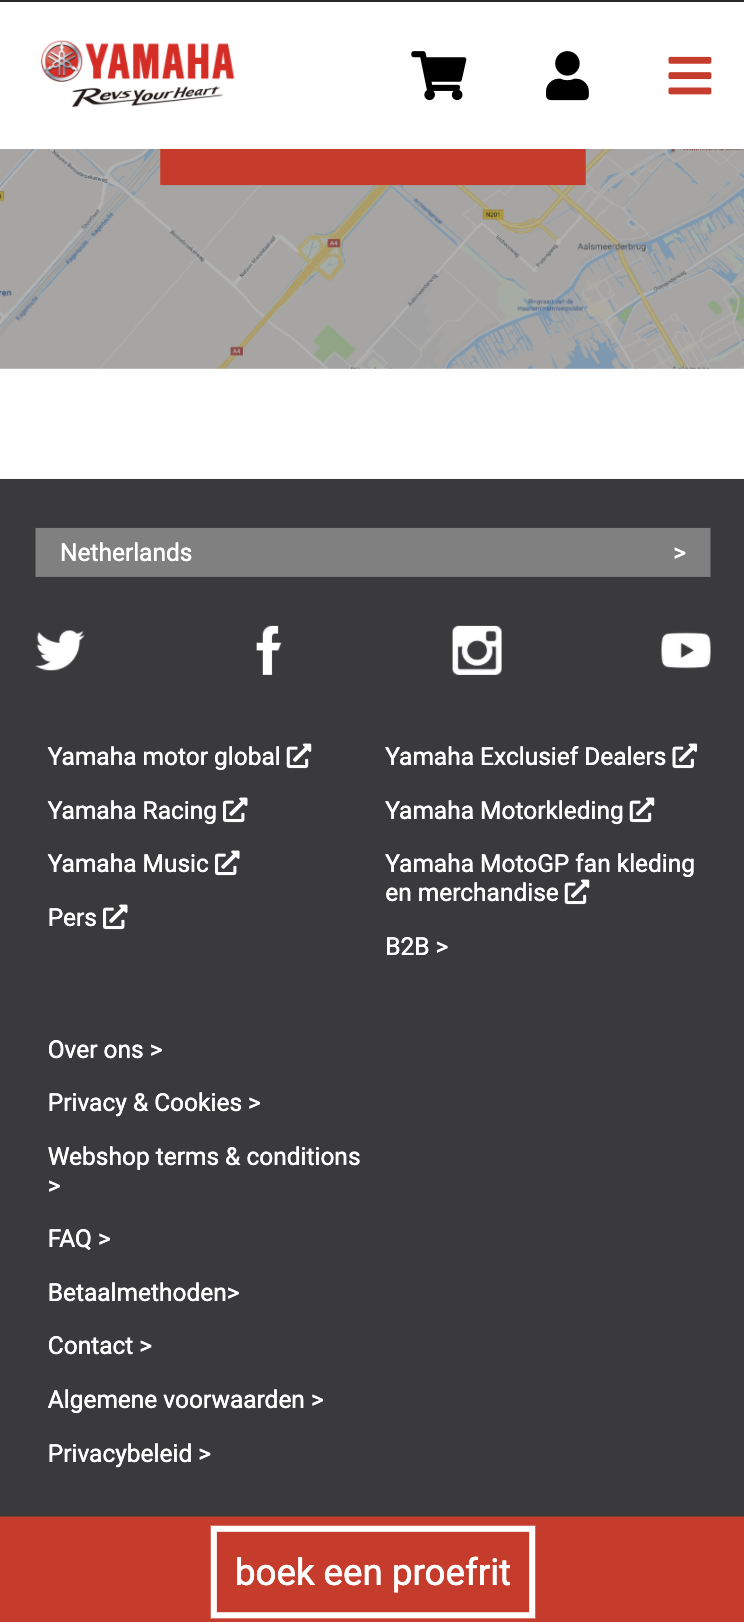 YAMAHA
Revs Your Heart
A4
N201
Aalsmeerderbrug
A4
Netherlands >
Yamaha motor global
Yamaha Racing
Yamaha Music
Pers
Yamaha Exclusief Dealers
Yamaha Motorkleding
Yamaha MotoGP fan kleding
en merchandise
B2B >
Over ons >
Privacy & Cookies >
Webshop terms & conditions
>
FAQ >
Betaalmethoden>
Contact >
Algemene voorwaarden >
Privacybeleid >
boek een proefrit